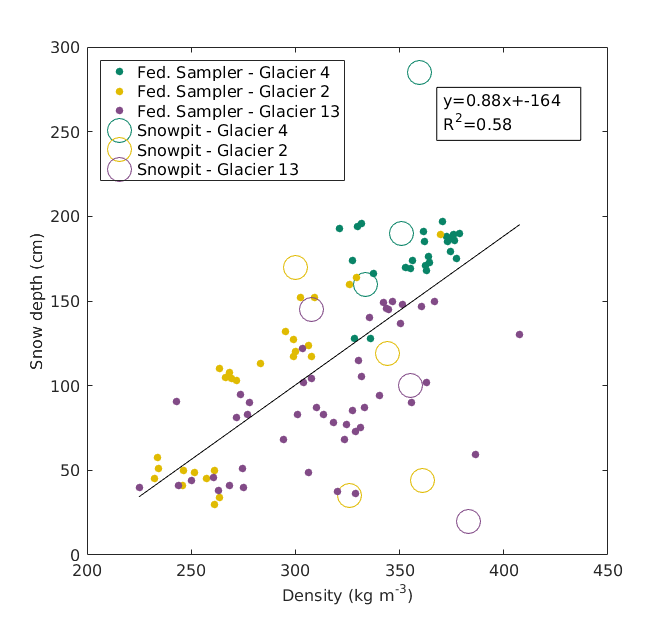 300
250
200
150
100
50
0
200
250
300
350
400
450
Snow depth (cm)
Density (kg m-3)
Fed. Sampler - Glacier 4
Fed. Sampler - Glacier 2
Fed. Sampler - Glacier 13
Snowpit - Glacier 4
Snowpit - Glacier 2
Snowpit - Glacier 13
y=0.88x+-164
R2=0.58